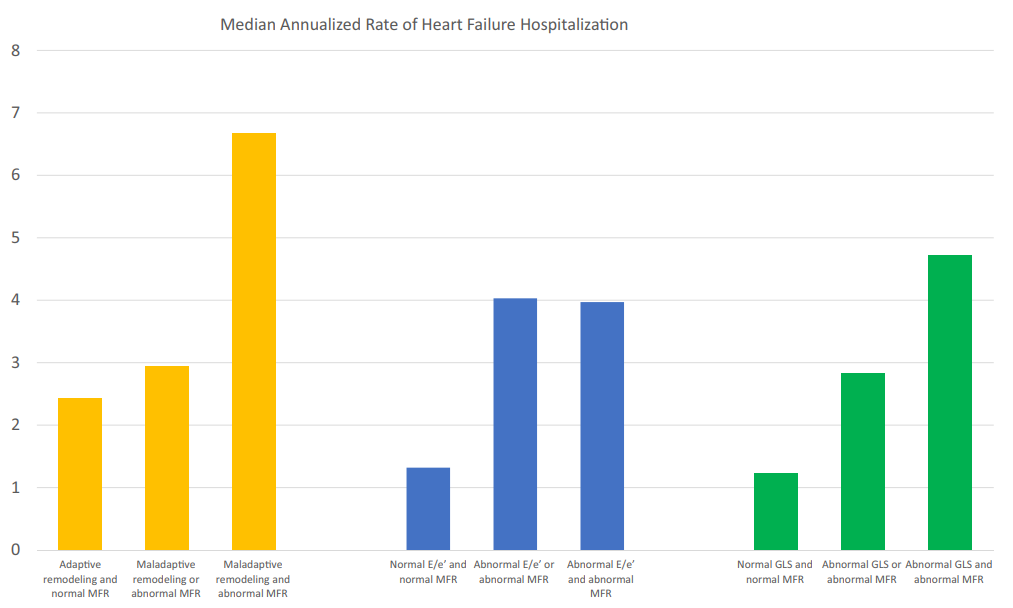 Median Annualized Rate of Heart Failure Hospitalization
8
7
6
5
4
3
2
1
0
Adaptive
remodeling and
normal MFR
Maladaptive
remodeling or
abnormal MFR
Maladaptive
remodeling and
abnormal MFR
Normal E/e’ and
normal MFR
Abnormal E/e’ or
abnormal MFR
Abnormal E/e’
and abnormal
MFR
Normal GLS and
normal MFR
Abnormal GLS or
abnormal MFR
Abnormal GLS and
abnormal MFR